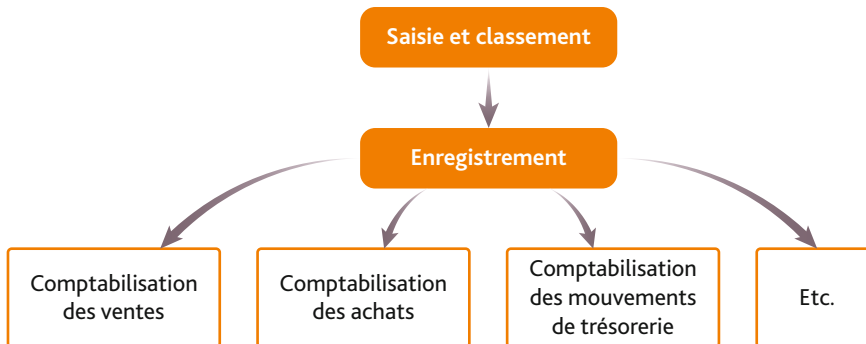 Saisie et classement
Enregistrement
Comptabilisation
des ventes
Comptabilisation
des achats
Comptabilisation
des mouvements
de trésorerie
Etc.